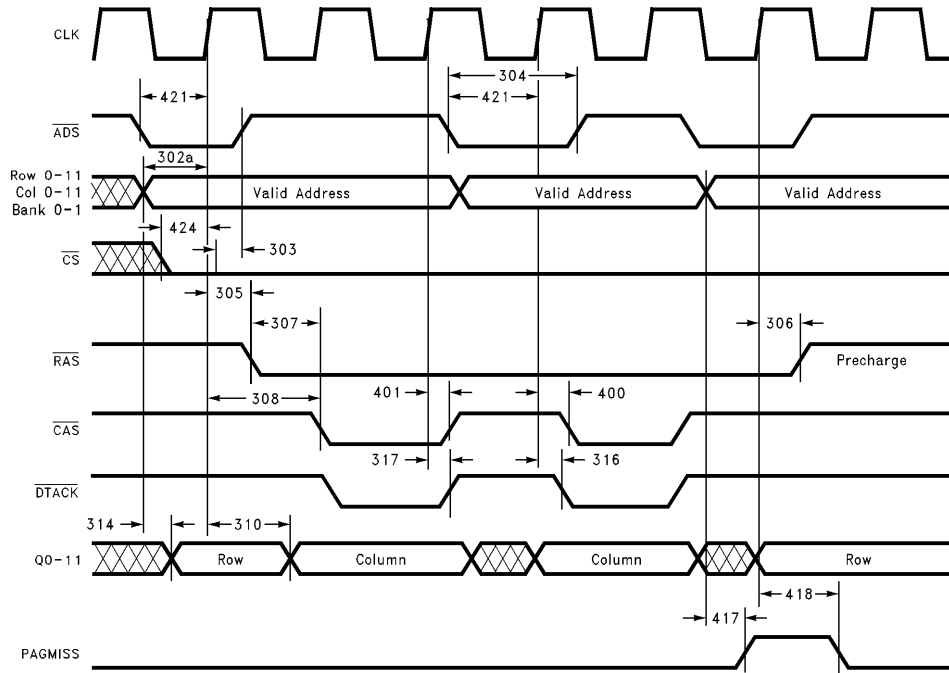 CLK
304
421
421
ADS
302a
Row 0-11
Col 0-11
Bank 0-1
Valid Address
Valid Address
Valid Address
424
303
CS
305
307
306
RAS
Precharge
308
401
400
CAS
317
316
DTACK
314
310
Q0-11
Row
Column
Column
Row
418
417
PAGMISS